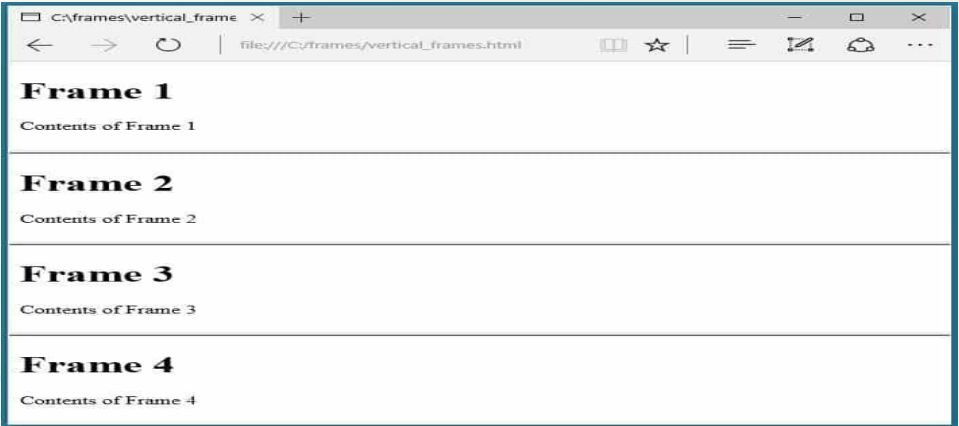 C:\frames\vertical_frame
file:///C:/frames/vertical_frames.html
Frame 1
Contents of Frame 1
Frame 2
Contents of Frame 2
Frame 3
Contents of Frame 3
Frame 4
Contents of Frame 4